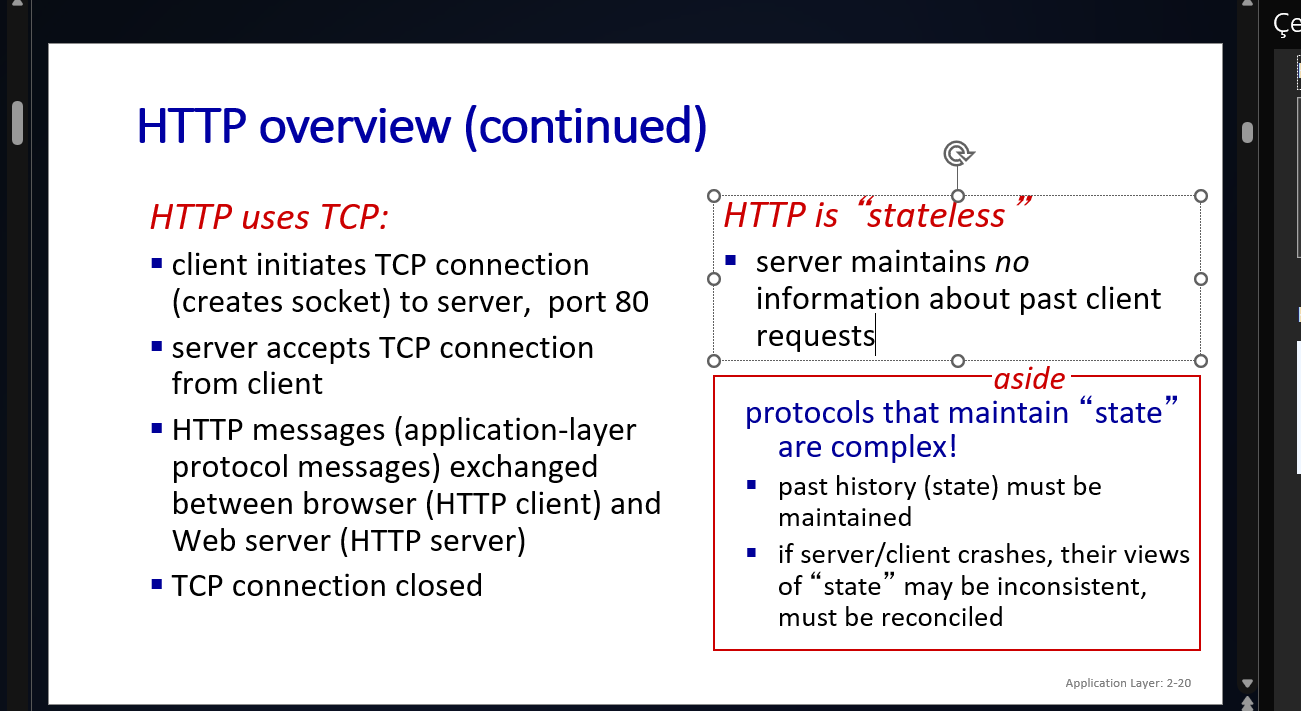 Çe
HTTP overview (continued)
HTTP uses TCP:
▪ client initiates TCP connection
(creates socket) to server,  port 80
▪ server accepts TCP connection
from client
▪ HTTP messages (application-layer
protocol messages) exchanged
between browser (HTTP client) and
Web server (HTTP server)
▪ TCP connection closed
HTTP is “stateless ”
▪ server maintains no
information about past client
requests
aside
protocols that maintain “state”
are complex!
▪ past history (state) must be
maintained
▪ if server/client crashes, their views
of “state” may be inconsistent,
must be reconciled
Application Layer: 2-20